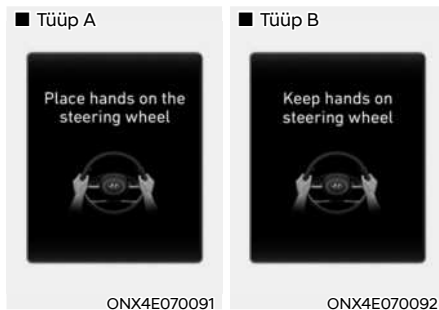 ■ Tüüp A
Place hands on the
steering wheel
ONX4E070091
■ Tüüp B
Keep hands on
steering wheel
ONX4E070092